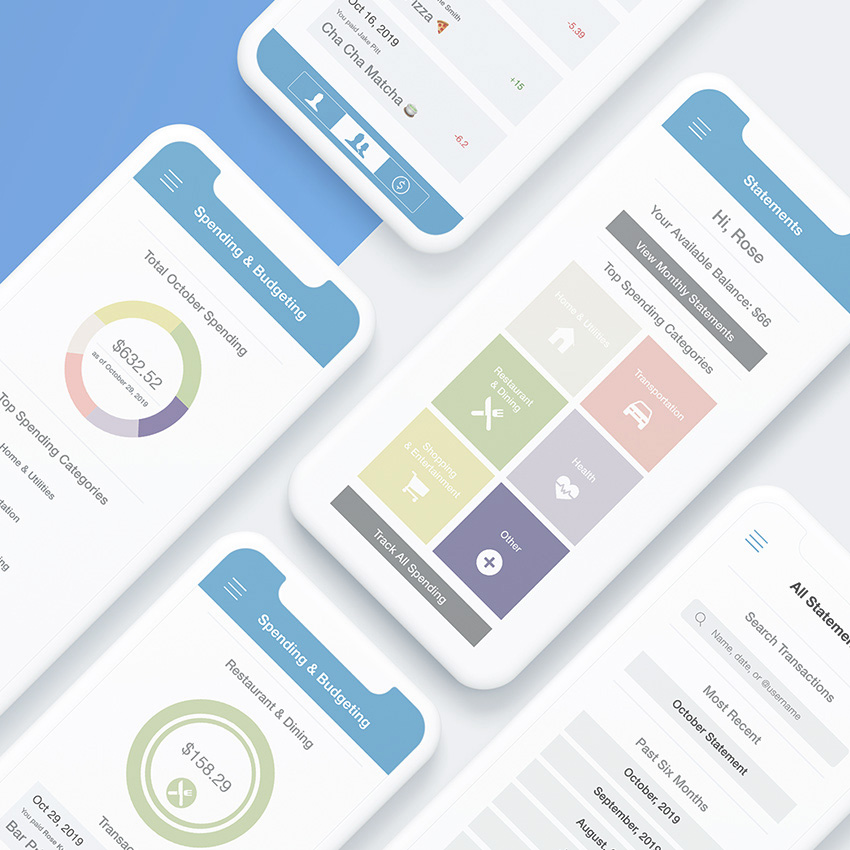 izza 🍕
-5.39
Oct 16, 2019
You paid Jake Pitt
Cha Cha Matcha 🍵
+15
-6.2
Spending & Budgeting
Total October Spending
$632.52
as of October 29, 2019
Top Spending Categories
Home & Utilities
Statements
Hi, Rose
Your Available Balance: $66
View Monthly Statements
Top Spending Categories
Home & Utilities
Transportation
Restaurant
& Dining
Health
Shopping
& Entertainment
Other
Track All Spending
Spending & Budgeting
Restaurant & Dining
$158.29
Transac
Oct 29, 2019
You paid Rose K
Bar P
All Statemen
Search Transactions
Name, date, or @username
Most Recent
October Statement
Past Six Months
October, 2019
September, 2019
August,